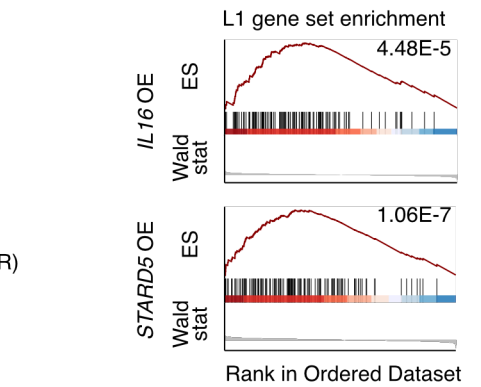 L1 gene set enrichment
4.48E-5
IL16 OE
ES
Wald
stat
1.06E-7
R)
STARD5 OE
ES
Wald
stat
Rank in Ordered Dataset